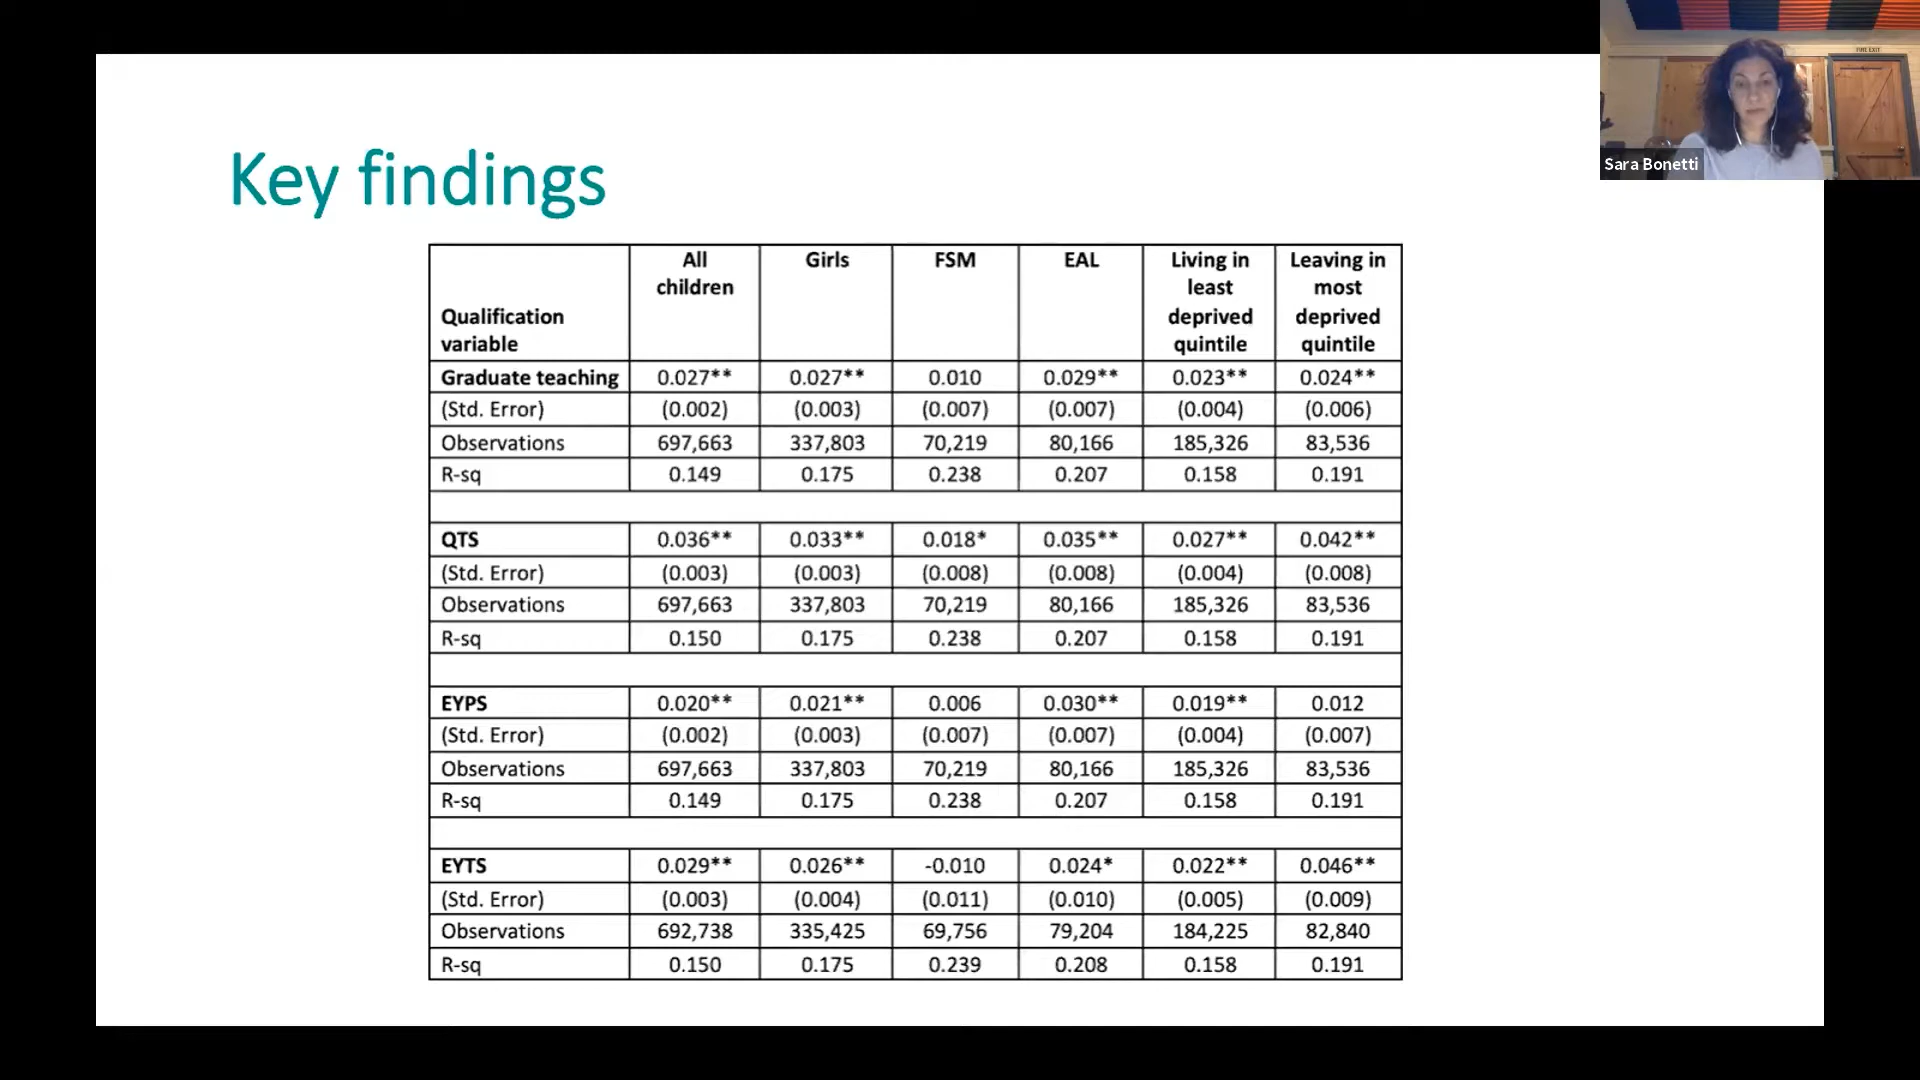 FIRE EXIT
Sara Bonetti
Key findings
Qualification variable | All children | Girls | FSM | EAL | Living in least deprived quintile | Leaving in most deprived quintile
Graduate teaching | 0.027** | 0.027** | 0.010 | 0.029** | 0.023** | 0.024**
(Std. Error) | (0.002) | (0.003) | (0.007) | (0.007) | (0.004) | (0.006)
Observations | 697,663 | 337,803 | 70,219 | 80,166 | 185,326 | 83,536
R-sq | 0.149 | 0.175 | 0.238 | 0.207 | 0.158 | 0.191
QTS | 0.036** | 0.033** | 0.018* | 0.035** | 0.027** | 0.042**
(Std. Error) | (0.003) | (0.003) | (0.008) | (0.008) | (0.004) | (0.008)
Observations | 697,663 | 337,803 | 70,219 | 80,166 | 185,326 | 83,536
R-sq | 0.150 | 0.175 | 0.238 | 0.207 | 0.158 | 0.191
EYPS | 0.020** | 0.021** | 0.006 | 0.030** | 0.019** | 0.012
(Std. Error) | (0.002) | (0.003) | (0.007) | (0.007) | (0.004) | (0.007)
Observations | 697,663 | 337,803 | 70,219 | 80,166 | 185,326 | 83,536
R-sq | 0.149 | 0.175 | 0.238 | 0.207 | 0.158 | 0.191
EYTS | 0.029** | 0.026** | -0.010 | 0.024* | 0.022** | 0.046**
(Std. Error) | (0.003) | (0.004) | (0.011) | (0.010) | (0.005) | (0.009)
Observations | 692,738 | 335,425 | 69,756 | 79,204 | 184,225 | 82,840
R-sq | 0.150 | 0.175 | 0.239 | 0.208 | 0.158 | 0.191